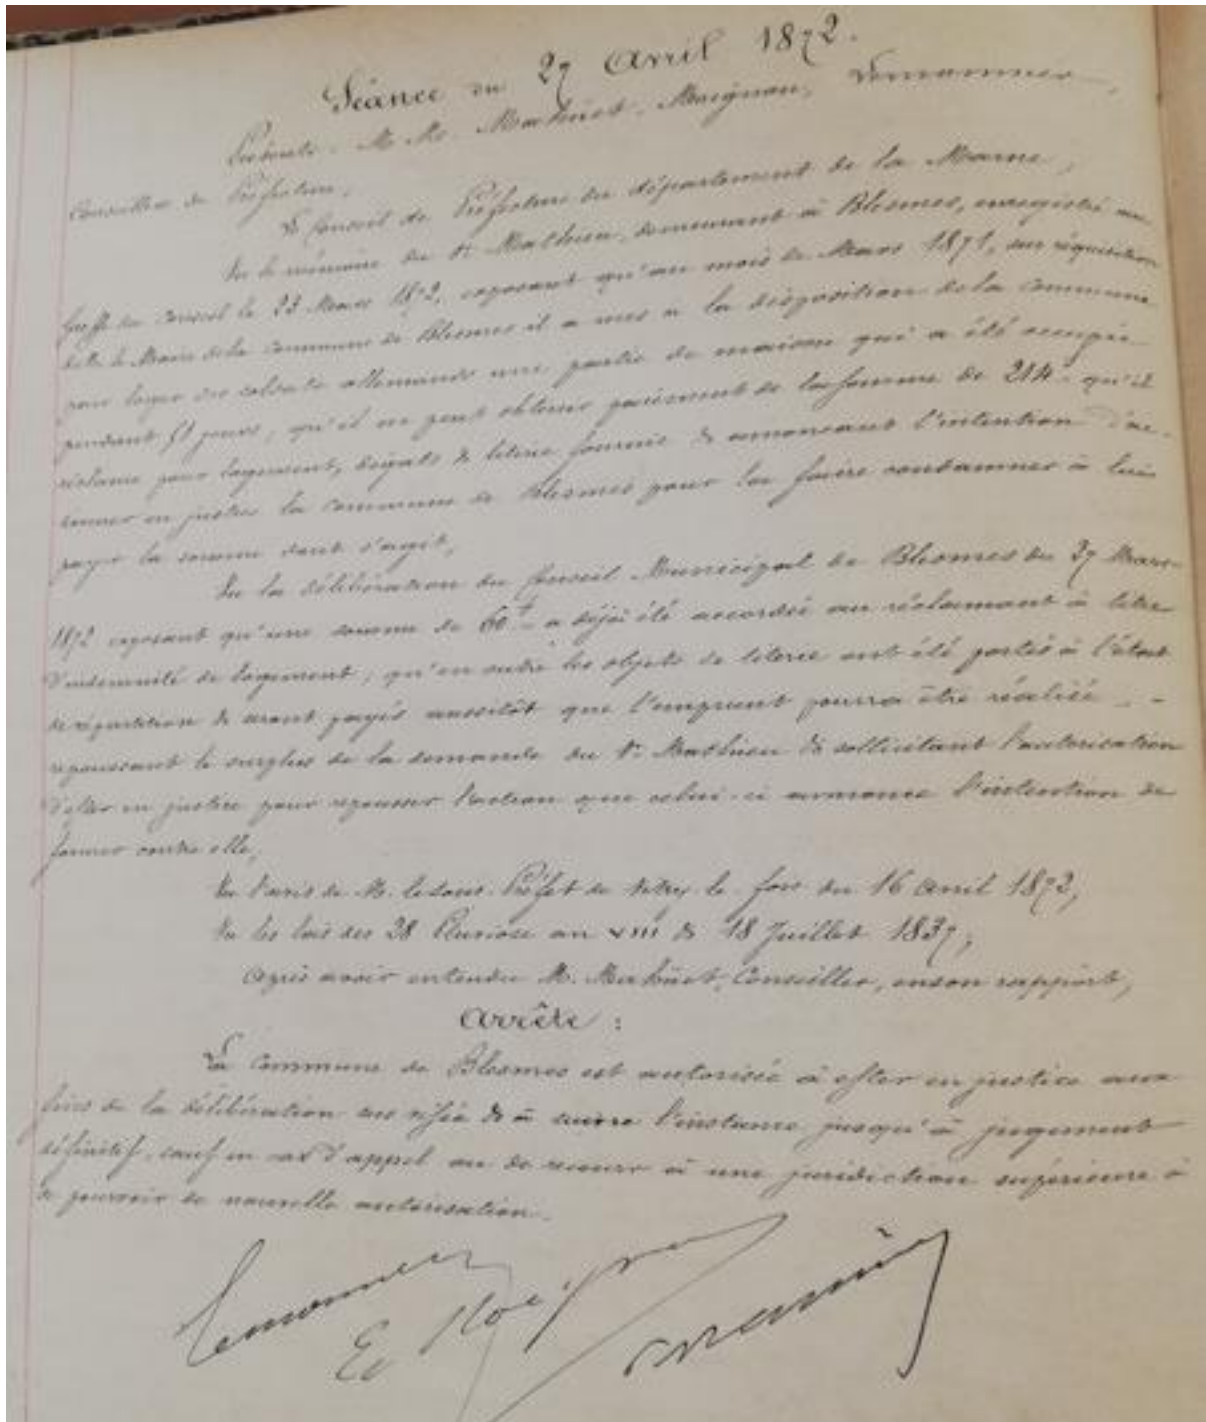 Séance du 27 Avril 1872.
Présents. M. M. Mahüet. Maignan, Lemonnier,
Conseillers de Préfecture,
Le Conseil de Préfecture du département de la Marne,
Vu le mémoire du Sr Mathieu, demeurant à Blesmes, enregistré au
Greffe du Conseil le 23 Mars 1872, exposant qu'au mois de Mars 1871, sur réquisition
de M. le Maire de la commune de Blesmes il a mis à la disposition de la commune
pour loger des soldats allemands une partie de maison qui a été occupée
pendant 51 jours, qu'il ne peut obtenir paiement de la somme de 214 qu'il
réclame pour logement, dégats & literie fournie & annonçant l'intention d'ac-
tionner en justice la commune de Blesmes pour la faire condamner à lui
payer la somme dont s'agit,
Vu la délibération du Conseil Municipal de Blesmes du 27 Mars
1872 exposant qu'une somme de 60 f a déjà été accordée au réclamant à titre
d'indemnité de logement, qu'en outre les objets de literie ont été portés à l'état
de répartition & seront payés aussitôt que l'emprunt pourra être réalisé
repoussant le surplus de la demande du Sr Mathieu & sollicitant l'autorisation
d'ester en justice pour repousser l'action que celui-ci annonce l'intention de
former contre elle,
Vu l'avis de M. le Sous-Préfet de Vitry le fois du 16 avril 1872,
Vu les lois des 28 Pluviose an VIII & 18 Juillet 1837,
Après avoir entendu M. Mahüet, Conseiller, en son rapport,
Arrête :
La commune de Blesmes est autorisée à ester en justice aux
fins de la délibération sus visée & à suivre l'instance jusqu'à jugement
définitif, sauf en cas d'appel ou de recours à une juridiction supérieure à
se pourvoir de nouvelle autorisation.
Lemonnier